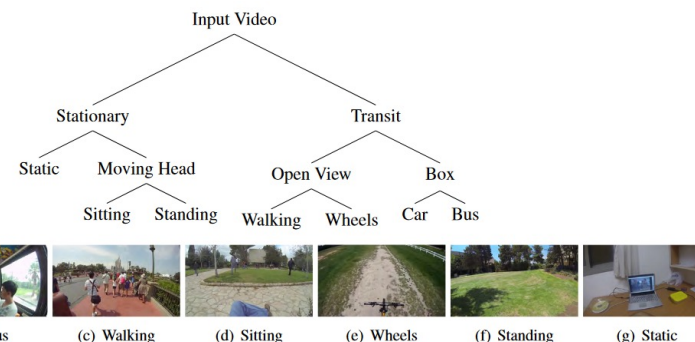 Input Video
Stationary Transit
Static Moving Head Open View Box
Sitting Standing Walking Wheels Car Bus
us (c) Walking (d) Sitting (e) Wheels (f) Standing (g) Static